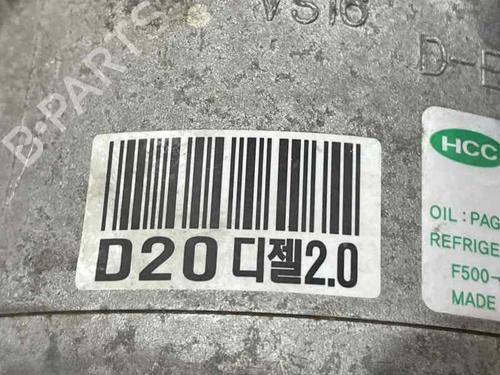 VS16
D-E
HCC
OIL : PAG
REFRIGE
F500-
MADE
D20 디젤2.0
B-PARTS